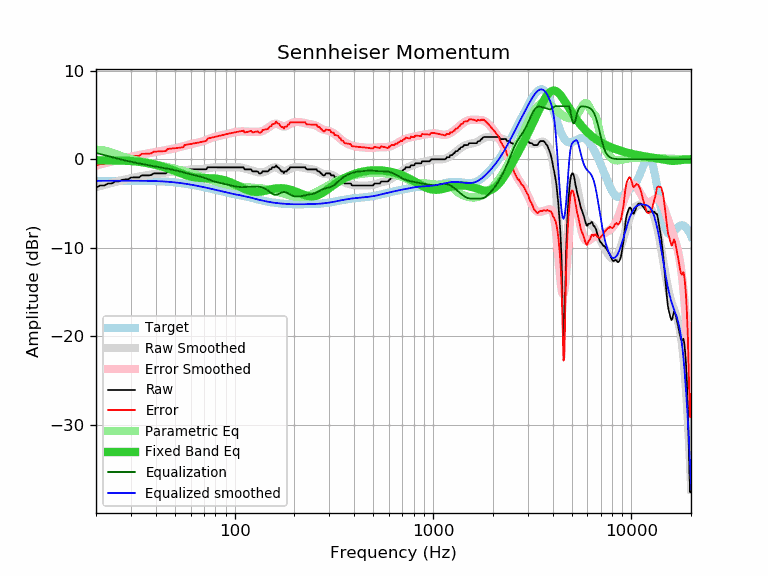 Sennheiser Momentum
10
0
−10
−20
−30
Amplitude (dBr)
Target
Raw Smoothed
Error Smoothed
Raw
Error
Parametric Eq
Fixed Band Eq
Equalization
Equalized smoothed
100
1000
10000
Frequency (Hz)